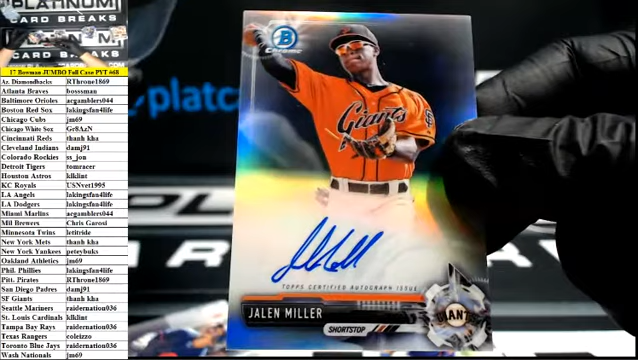 PLATINUM
CARD BREAKS
17 Bowman JUMBO Full Case PYT #68
Az. Diamondbacks RThrone1869
Atlanta Braves bosssman
Baltimore Orioles argamblers044
Boston Red Sox lakingsfan4life
Chicago Cubs jm69
Chicago White Sox Gr8AzN
Cincinnati Reds thanh kha
Cleveland Indians damj91
Colorado Rockies ss_jon
Detroit Tigers tomracer
Houston Astros klklint
KC Royals USNvet1995
LA Angels lakingsfan4life
LA Dodgers lakingsfan4life
Miami Marlins argamblers044
Mil Brewers Chris Garosi
Minnesota Twins letitride
New York Mets thanh kha
New York Yankees peteybuks
Oakland Athletics jm69
Phil. Phillies lakingsfan4life
Pitt. Pirates RThrone1869
San Diego Padres damj91
SF Giants thanh kha
Seattle Mariners raidernation036
St. Louis Cardinals klklint
Tampa Bay Rays raidernation036
Texas Rangers coleizzo
Toronto Blue Jays raidernation036
Wash Nationals jm69
platc
B
Chrome
Giants
SF
TOPPS CERTIFIED AUTOGRAPH ISSUE
JALEN MILLER
SHORTSTOP
GIANTS